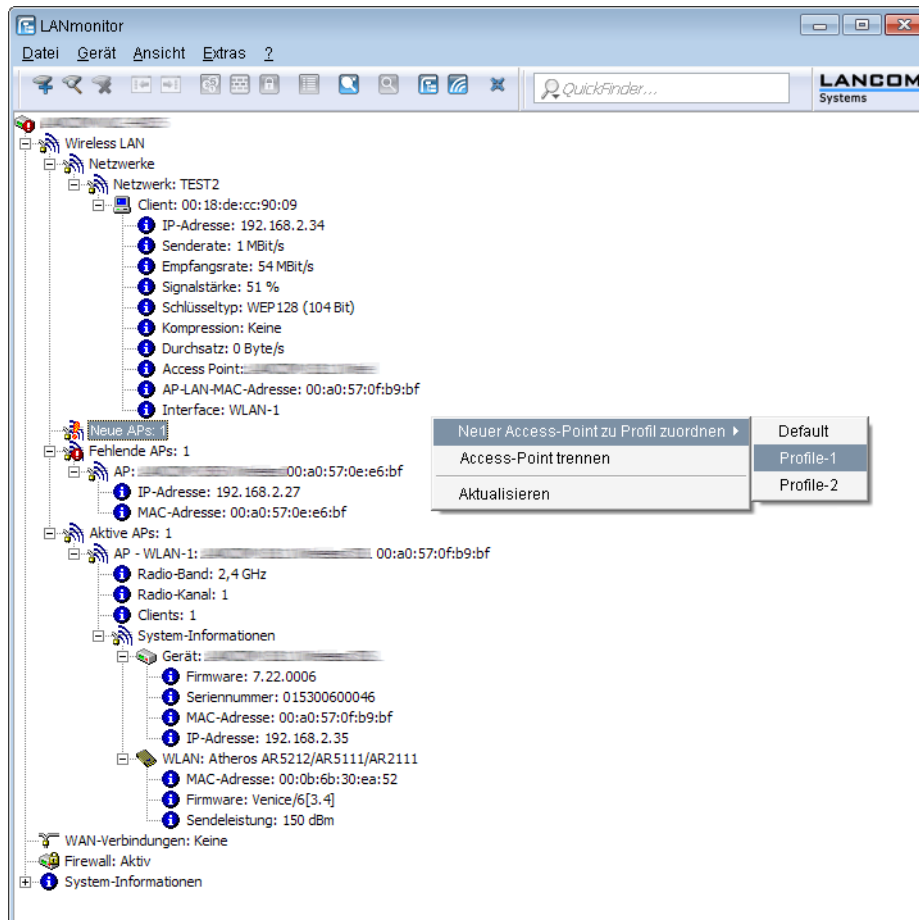 LANmonitor
Datei Gerät Ansicht Extras ?
QuickFinder...
LANCOM
Systems
Wireless LAN
Netzwerke
Netzwerk: TEST2
Client: 00:18:de:cc:90:09
IP-Adresse: 192.168.2.34
Senderate: 1 MBit/s
Empfangsrate: 54 MBit/s
Signalstärke: 51 %
Schlüsseltyp: WEP128 (104 Bit)
Kompression: Keine
Durchsatz: 0 Byte/s
Access Point:
AP-LAN-MAC-Adresse: 00:a0:57:0f:b9:bf
Interface: WLAN-1
Neue APs: 1
Fehlende APs: 1
AP: 00:a0:57:0e:e6:bf
IP-Adresse: 192.168.2.27
MAC-Adresse: 00:a0:57:0e:e6:bf
Aktive APs: 1
AP - WLAN-1: 00:a0:57:0f:b9:bf
Radio-Band: 2,4 GHz
Radio-Kanal: 1
Clients: 1
System-Informationen
Gerät:
Firmware: 7.22.0006
Seriennummer: 015300600046
MAC-Adresse: 00:a0:57:0f:b9:bf
IP-Adresse: 192.168.2.35
WLAN: Atheros AR5212/AR5111/AR2111
MAC-Adresse: 00:0b:6b:30:ea:52
Firmware: Venice/6[3.4]
Sendeleistung: 150 dBm
WAN-Verbindungen: Keine
Firewall: Aktiv
System-Informationen
Neuer Access-Point zu Profil zuordnen
Access-Point trennen
Aktualisieren
Default
Profile-1
Profile-2